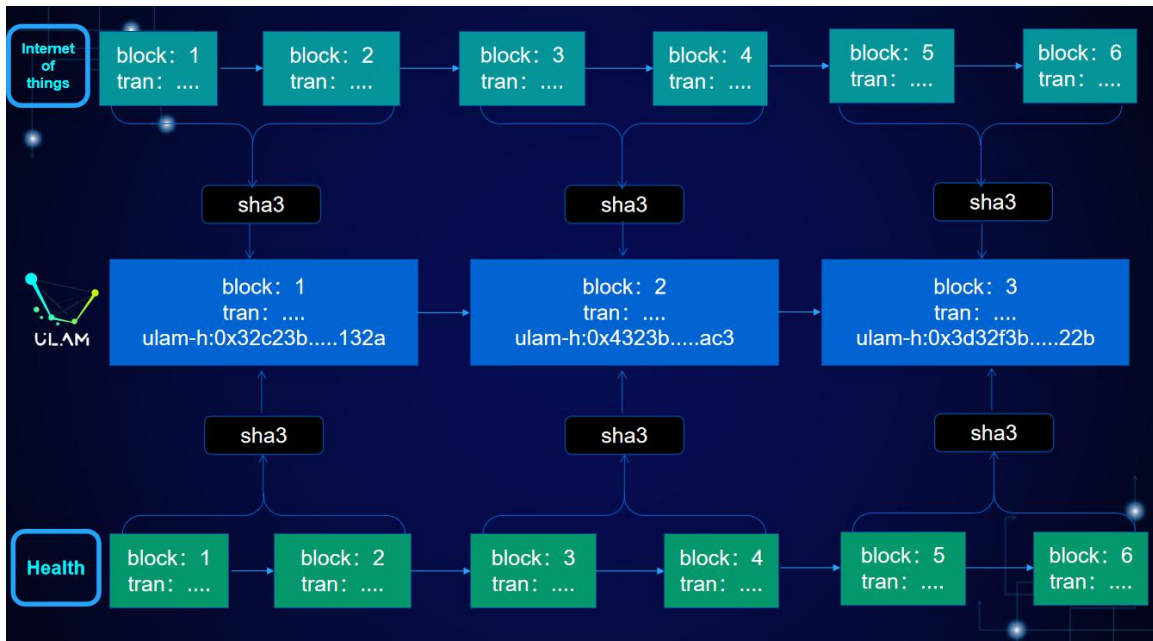 Internet
of
things
block：1
tran：....
block：2
tran：....
block：3
tran：....
block：4
tran：....
block：5
tran：....
block：6
tran：....
sha3
sha3
sha3
ULAM
block：1
tran：....
ulam-h:0x32c23b.....132a
block：2
tran：....
ulam-h:0x4323b.....ac3
block：3
tran：....
ulam-h:0x3d32f3b.....22b
sha3
sha3
sha3
Health
block：1
tran：....
block：2
tran：....
block：3
tran：....
block：4
tran：....
block：5
tran：....
block：6
tran：....